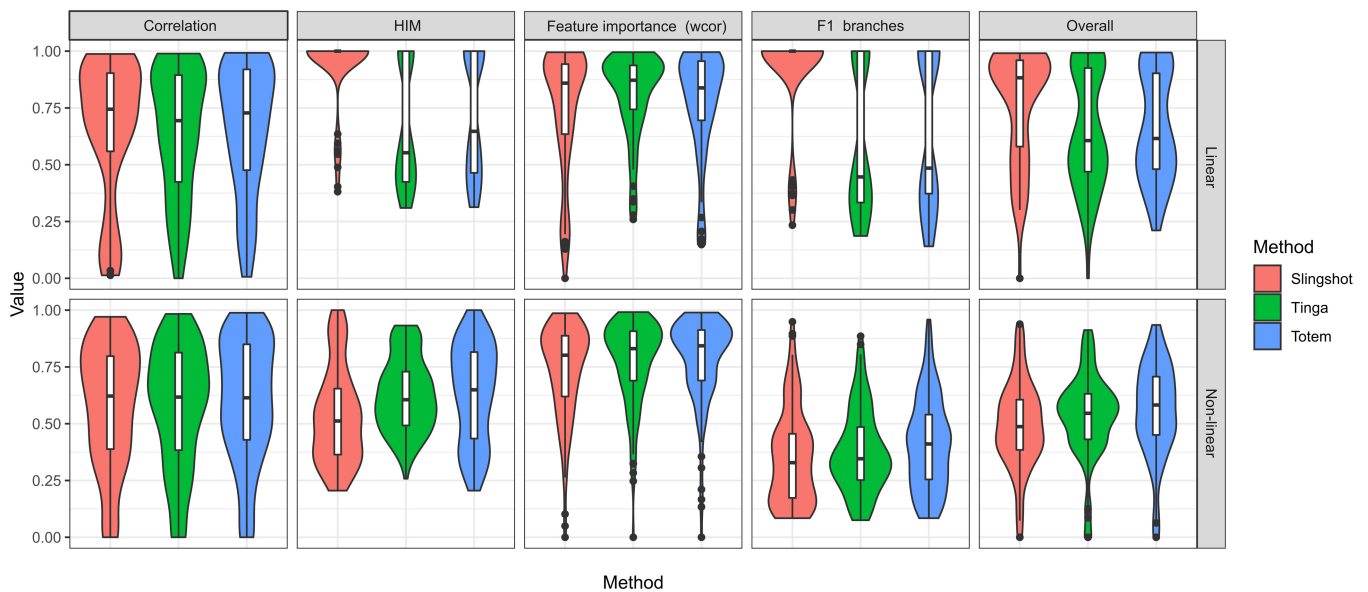 Correlation
HIM
Feature importance (wcor)
F1 branches
Overall
Value
1.00
0.75
0.50
0.25
0.00
Linear
1.00
0.75
0.50
0.25
0.00
Non-linear
Method
Method
Slingshot
Tinga
Totem